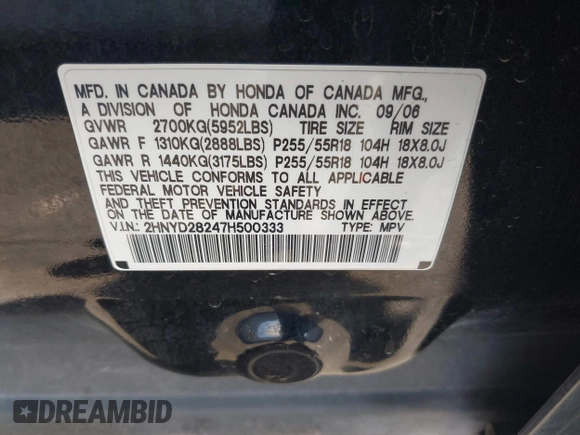 MFD. IN CANADA BY HONDA OF CANADA MFG.,
A DIVISION OF HONDA CANADA INC. 09/06
GVWR 2700KG(5952LBS) TIRE SIZE RIM SIZE
GAWR F 1310KG(2888LBS) P255/55R18 104H 18X8.0J
GAWR R 1440KG(3175LBS) P255/55R18 104H 18X8.0J
THIS VEHICLE CONFORMS TO ALL APPLICABLE
FEDERAL MOTOR VEHICLE SAFETY
AND THEFT PREVENTION STANDARDS IN EFFECT
ON THE DATE OF MANUFACTURE SHOWN ABOVE.
V.I.N.: 2HNYD28247H500333 TYPE: MPV
DREAMBID